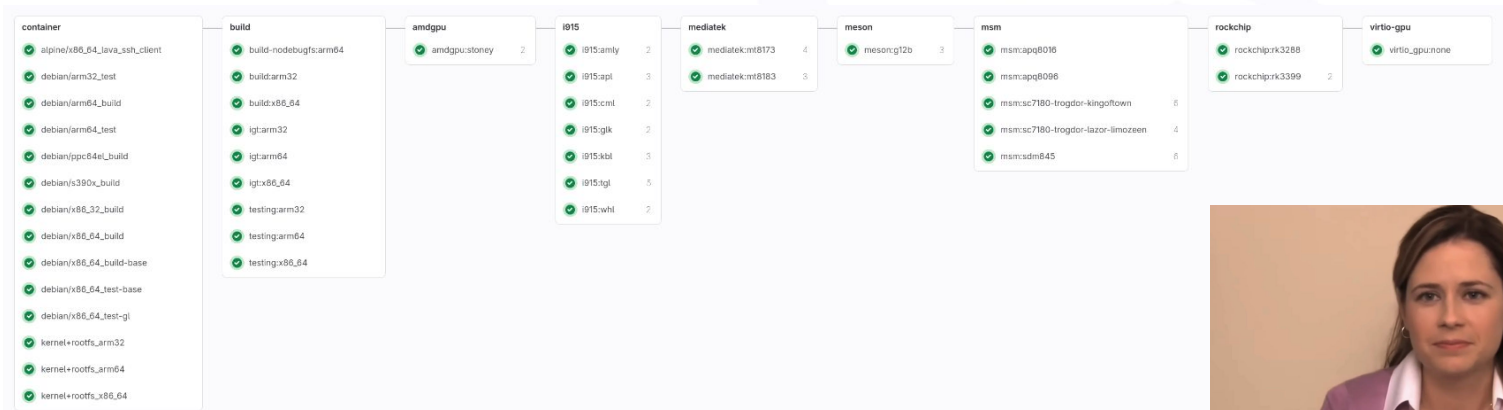 container
alpine/x86_64_lava_ssh_client
debian/arm32_test
debian/arm64_build
debian/arm64_test
debian/ppc64el_build
debian/s390x_build
debian/x86_32_build
debian/x86_64_build
debian/x86_64_build-base
debian/x86_64_test-base
debian/x86_64_test-gl
kernel+rootfs_arm32
kernel+rootfs_arm64
kernel+rootfs_x86_64
build
build-nodebugfs:arm64
build:arm32
build:x86_64
igt:arm32
igt:arm64
igt:x86_64
testing:arm32
testing:arm64
testing:x86_64
amdgpu
amdgpu:stoney 2
i915
i915:amly 2
i915:apl 3
i915:cml 2
i915:glk 2
i915:kbl 3
i915:tgl 5
i915:whl 2
mediatek
mediatek:mt8173 4
mediatek:mt8183 3
meson
meson:g12b 3
msm
msm:apq8016
msm:apq8096
msm:sc7180-trogdor-kingoftown 6
msm:sc7180-trogdor-lazor-limozeen 4
msm:sdm845 6
rockchip
rockchip:rk3288
rockchip:rk3399 2
virtio-gpu
virtio_gpu:none